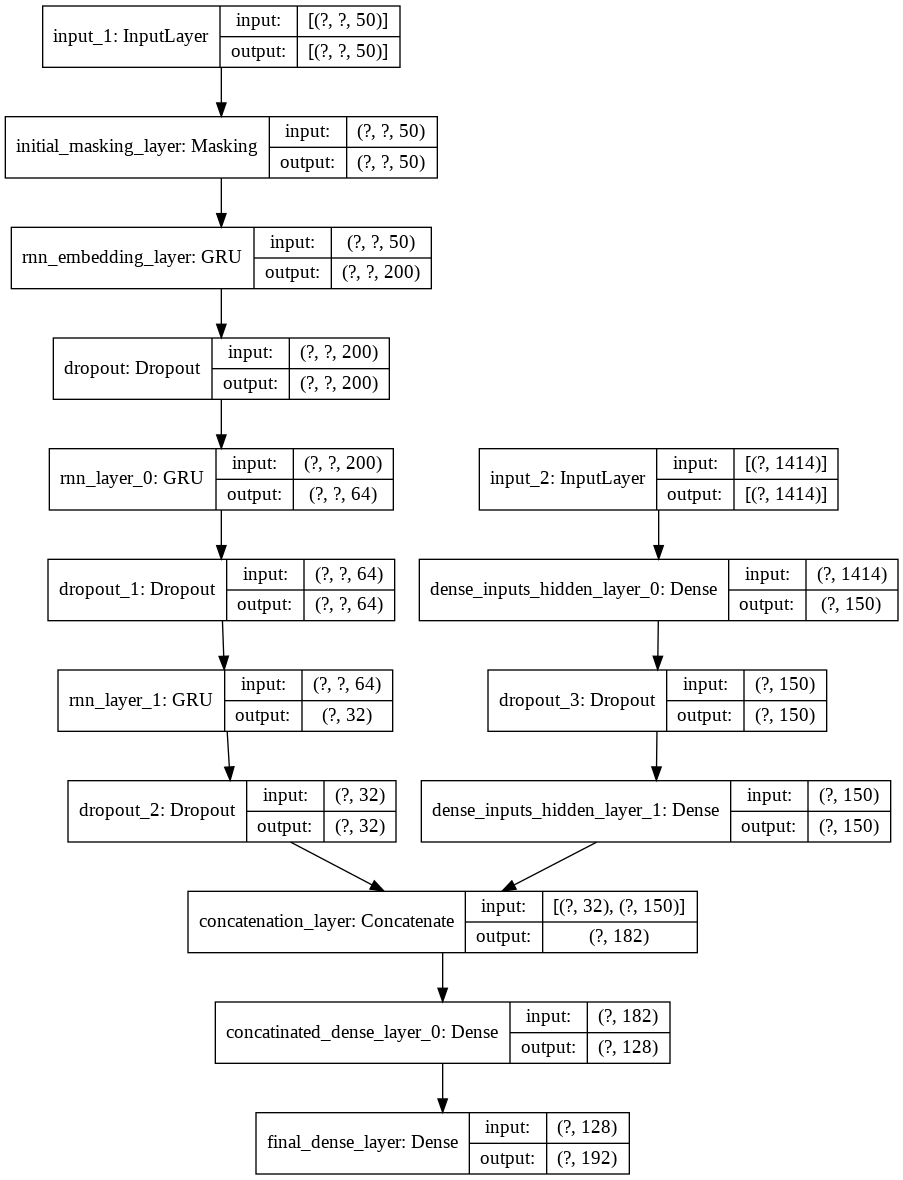 input_1: InputLayer
input: [(?, ?, 50)]
output: [(?, ?, 50)]
initial_masking_layer: Masking
input: (?, ?, 50)
output: (?, ?, 50)
rnn_embedding_layer: GRU
input: (?, ?, 50)
output: (?, ?, 200)
dropout: Dropout
input: (?, ?, 200)
output: (?, ?, 200)
rnn_layer_0: GRU
input: (?, ?, 200)
output: (?, ?, 64)
input_2: InputLayer
input: [(?, 1414)]
output: [(?, 1414)]
dropout_1: Dropout
input: (?, ?, 64)
output: (?, ?, 64)
dense_inputs_hidden_layer_0: Dense
input: (?, 1414)
output: (?, 150)
rnn_layer_1: GRU
input: (?, ?, 64)
output: (?, 32)
dropout_3: Dropout
input: (?, 150)
output: (?, 150)
dropout_2: Dropout
input: (?, 32)
output: (?, 32)
dense_inputs_hidden_layer_1: Dense
input: (?, 150)
output: (?, 150)
concatenation_layer: Concatenate
input: [(?, 32), (?, 150)]
output: (?, 182)
concatinated_dense_layer_0: Dense
input: (?, 182)
output: (?, 128)
final_dense_layer: Dense
input: (?, 128)
output: (?, 192)